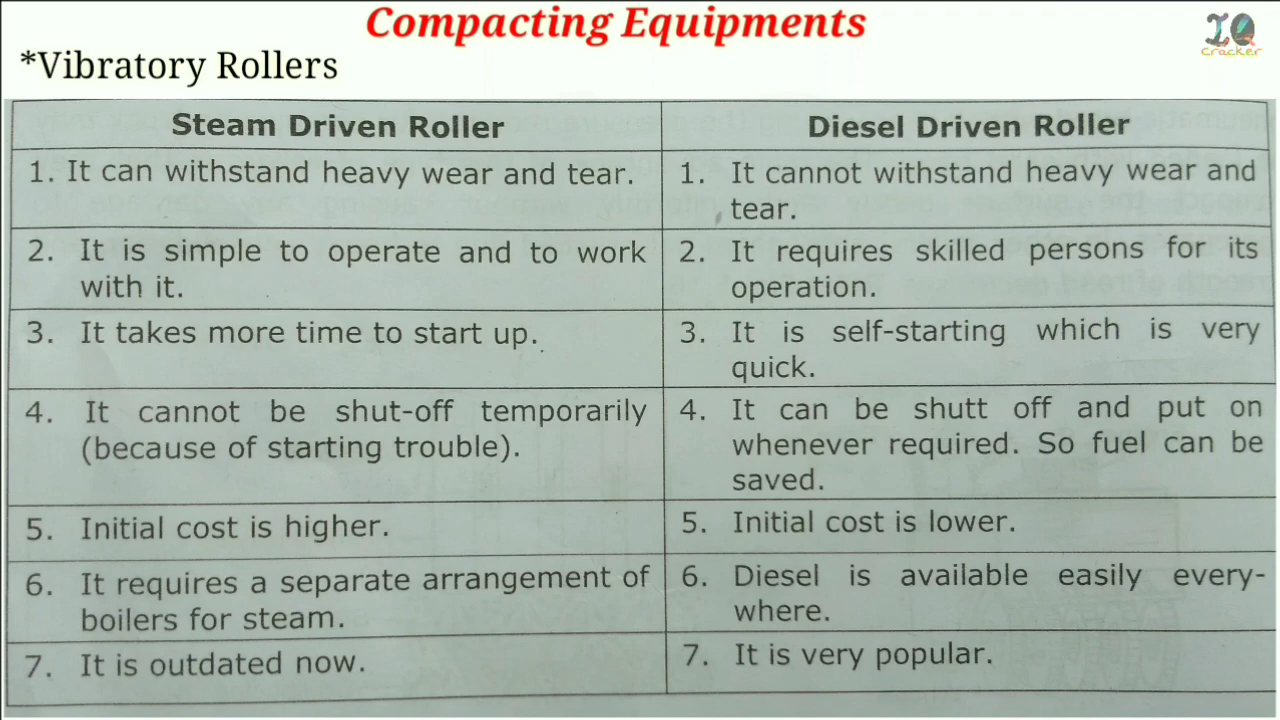 Compacting Equipments
IQ
Cracker
*Vibratory Rollers
Steam Driven Roller
Diesel Driven Roller
1. It can withstand heavy wear and tear.
1. It cannot withstand heavy wear and
tear.
2. It is simple to operate and to work
with it.
2. It requires skilled persons for its
operation.
3. It takes more time to start up.
3. It is self-starting which is very
quick.
4. It cannot be shut-off temporarily
(because of starting trouble).
4. It can be shutt off and put on
whenever required. So fuel can be
saved.
5. Initial cost is higher.
5. Initial cost is lower.
6. It requires a separate arrangement of
boilers for steam.
6. Diesel is available easily every-
where.
7. It is outdated now.
7. It is very popular.